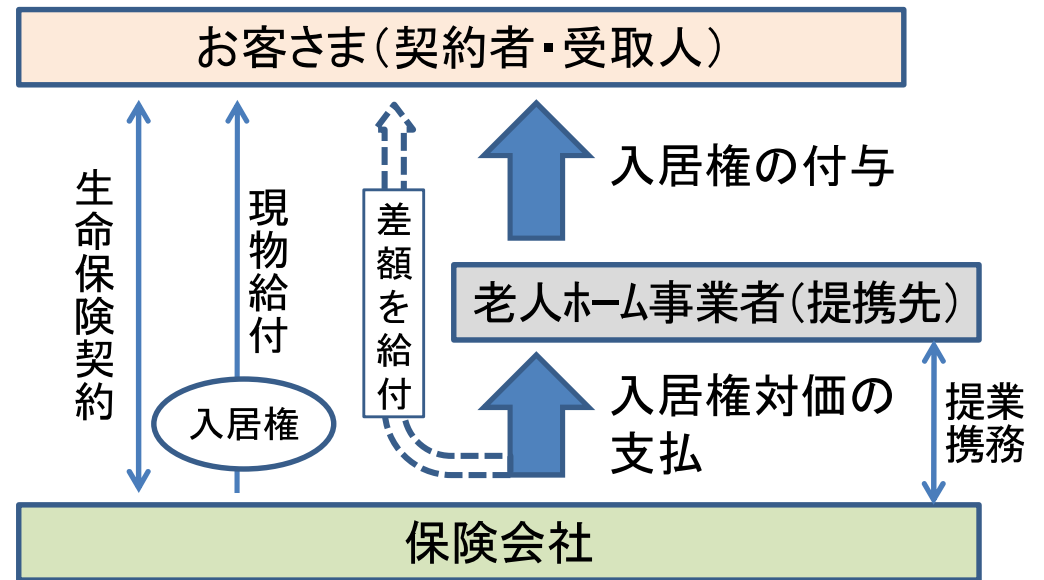 お客さま（契約者・受取人）
生命保険契約
現物給付
入居権
差額を給付
入居権の付与
老人ホーム事業者（提携先）
入居権対価の
支払
提業
携務
保険会社